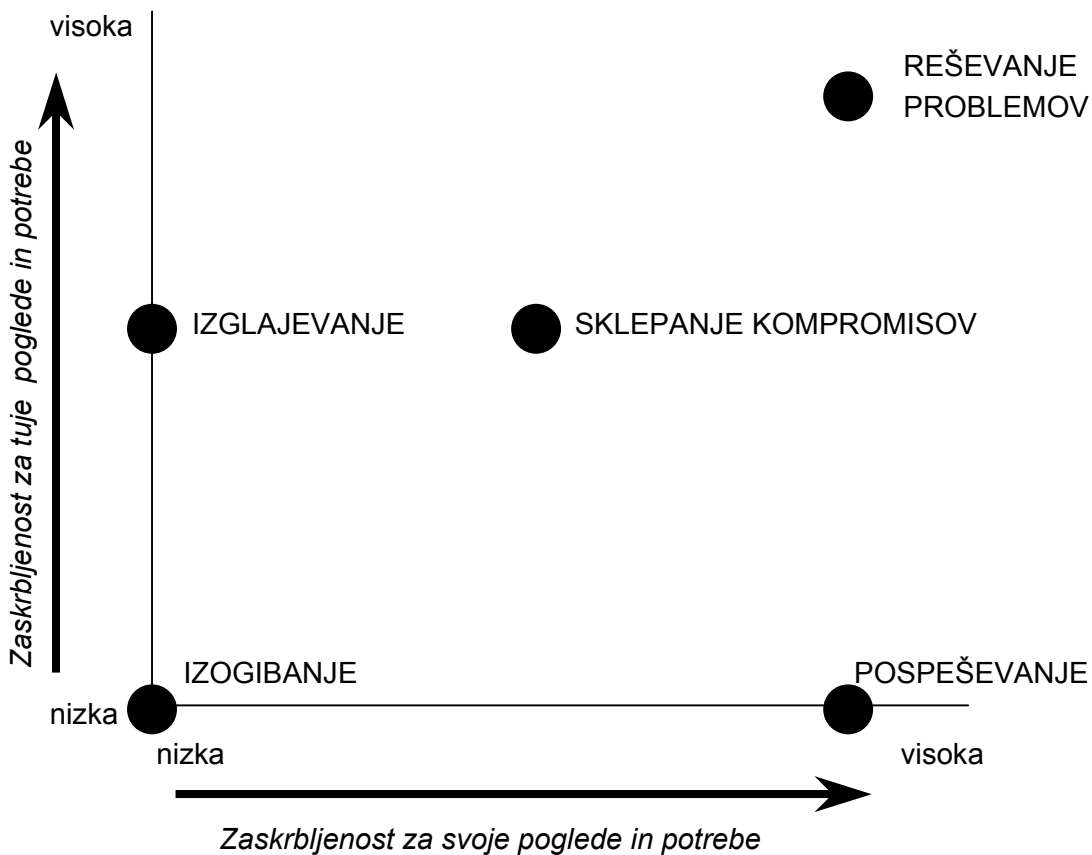 visoka
REŠEVANJE
PROBLEMOV
Zaskrbljenost za tuje poglede in potrebe
IZGLAJEVANJE
SKLEPANJE KOMPROMISOV
IZOGIBANJE
POSPEŠEVANJE
nizka
nizka
visoka
Zaskrbljenost za svoje poglede in potrebe